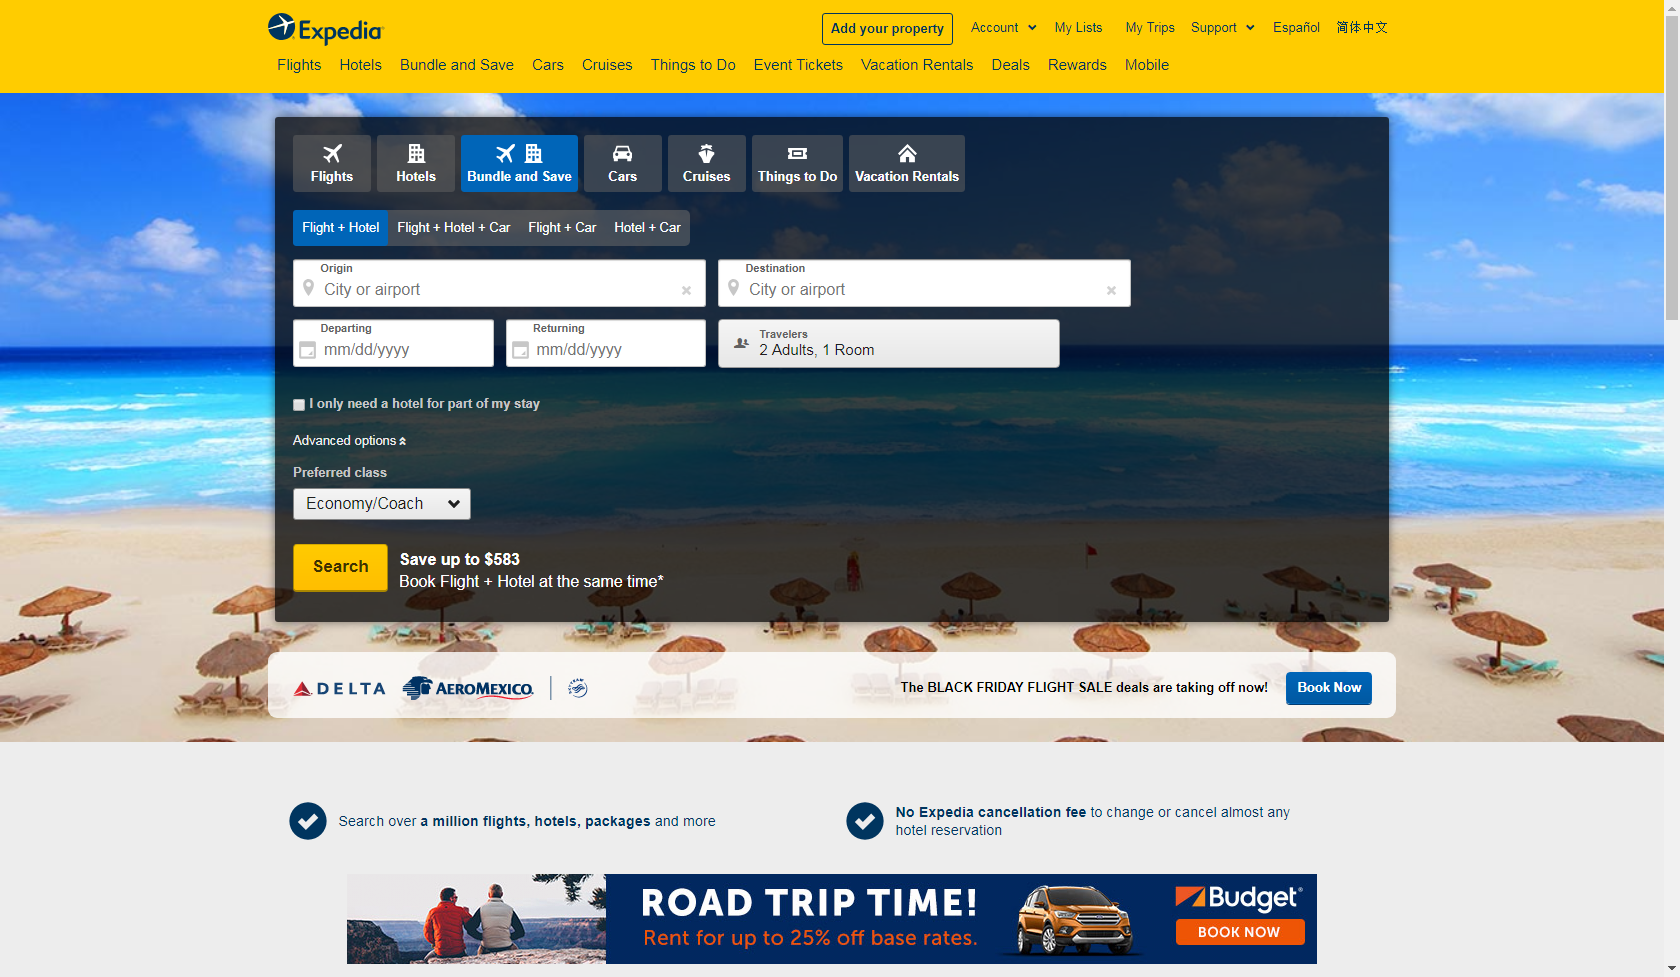 Expedia
Add your property
Account
My Lists
My Trips
Support
Español
简体中文
Flights
Hotels
Bundle and Save
Cars
Cruises
Things to Do
Event Tickets
Vacation Rentals
Deals
Rewards
Mobile
Flights
Hotels
Bundle and Save
Cars
Cruises
Things to Do
Vacation Rentals
Flight + Hotel
Flight + Hotel + Car
Flight + Car
Hotel + Car
Origin
City or airport
Destination
City or airport
Departing
mm/dd/yyyy
Returning
mm/dd/yyyy
Travelers
2 Adults, 1 Room
I only need a hotel for part of my stay
Advanced options
Preferred class
Economy/Coach
Search
Save up to $583
Book Flight + Hotel at the same time*
DELTA
AEROMEXICO
The BLACK FRIDAY FLIGHT SALE deals are taking off now!
Book Now
Search over a million flights, hotels, packages and more
No Expedia cancellation fee to change or cancel almost any
hotel reservation
ROAD TRIP TIME!
Rent for up to 25% off base rates.
Budget
BOOK NOW